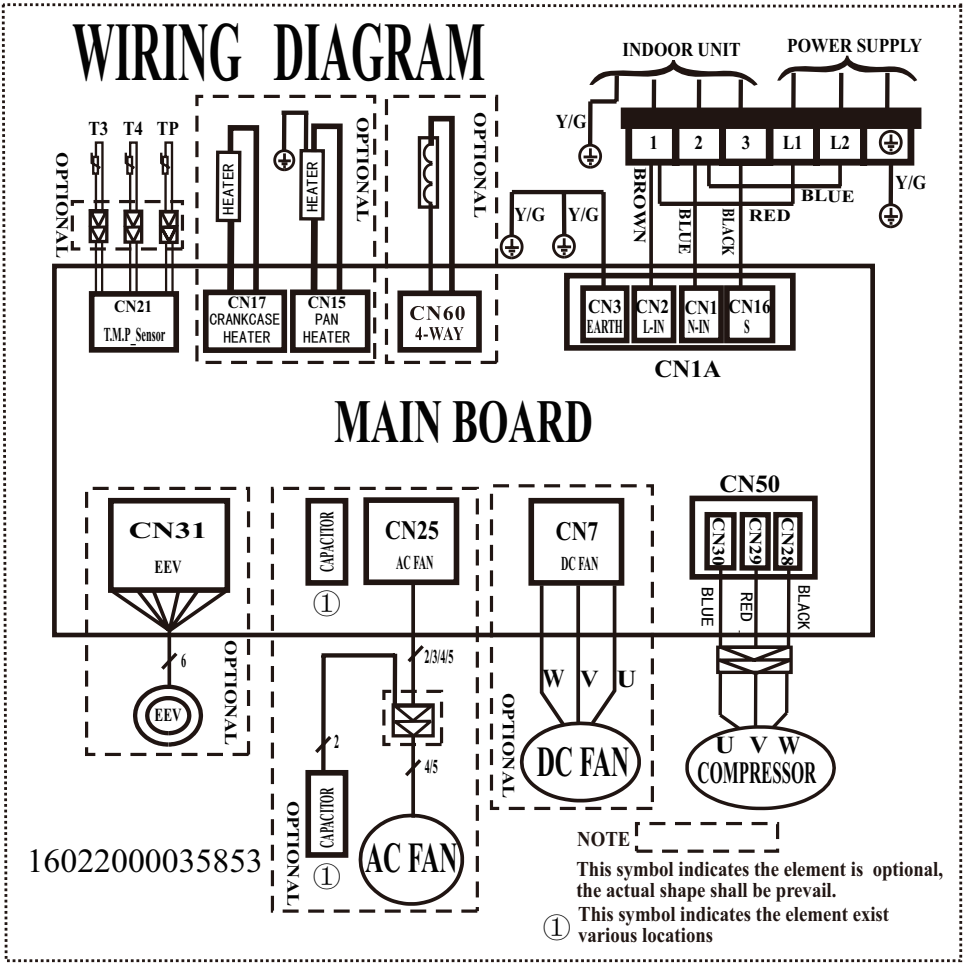 WIRING DIAGRAM
INDOOR UNIT
POWER SUPPLY
T3 T4 TP
OPTIONAL
HEATER
HEATER
OPTIONAL
OPTIONAL
Y/G
1 2 3 L1 L2
Y/G
Y/G
Y/G
BROWN
BLUE
BLACK
RED
BLUE
CN21
T.M.P_Sensor
CN17
CRANKCASE
HEATER
CN15
PAN
HEATER
CN60
4-WAY
CN3
EARTH
CN2
L-IN
CN1
N-IN
CN16
S
CN1A
MAIN BOARD
CN31
EEV
6
EEV
OPTIONAL
CAPACITOR
①
CN25
AC FAN
2/3/4/5
2
4/5
CAPACITOR
①
AC FAN
OPTIONAL
CN7
DC FAN
W V U
DC FAN
OPTIONAL
CN50
CN30
CN29
CN28
BLUE
RED
BLACK
U V W
COMPRESSOR
16022000035853
NOTE
This symbol indicates the element is optional,
the actual shape shall be prevail.
① This symbol indicates the element exist
various locations